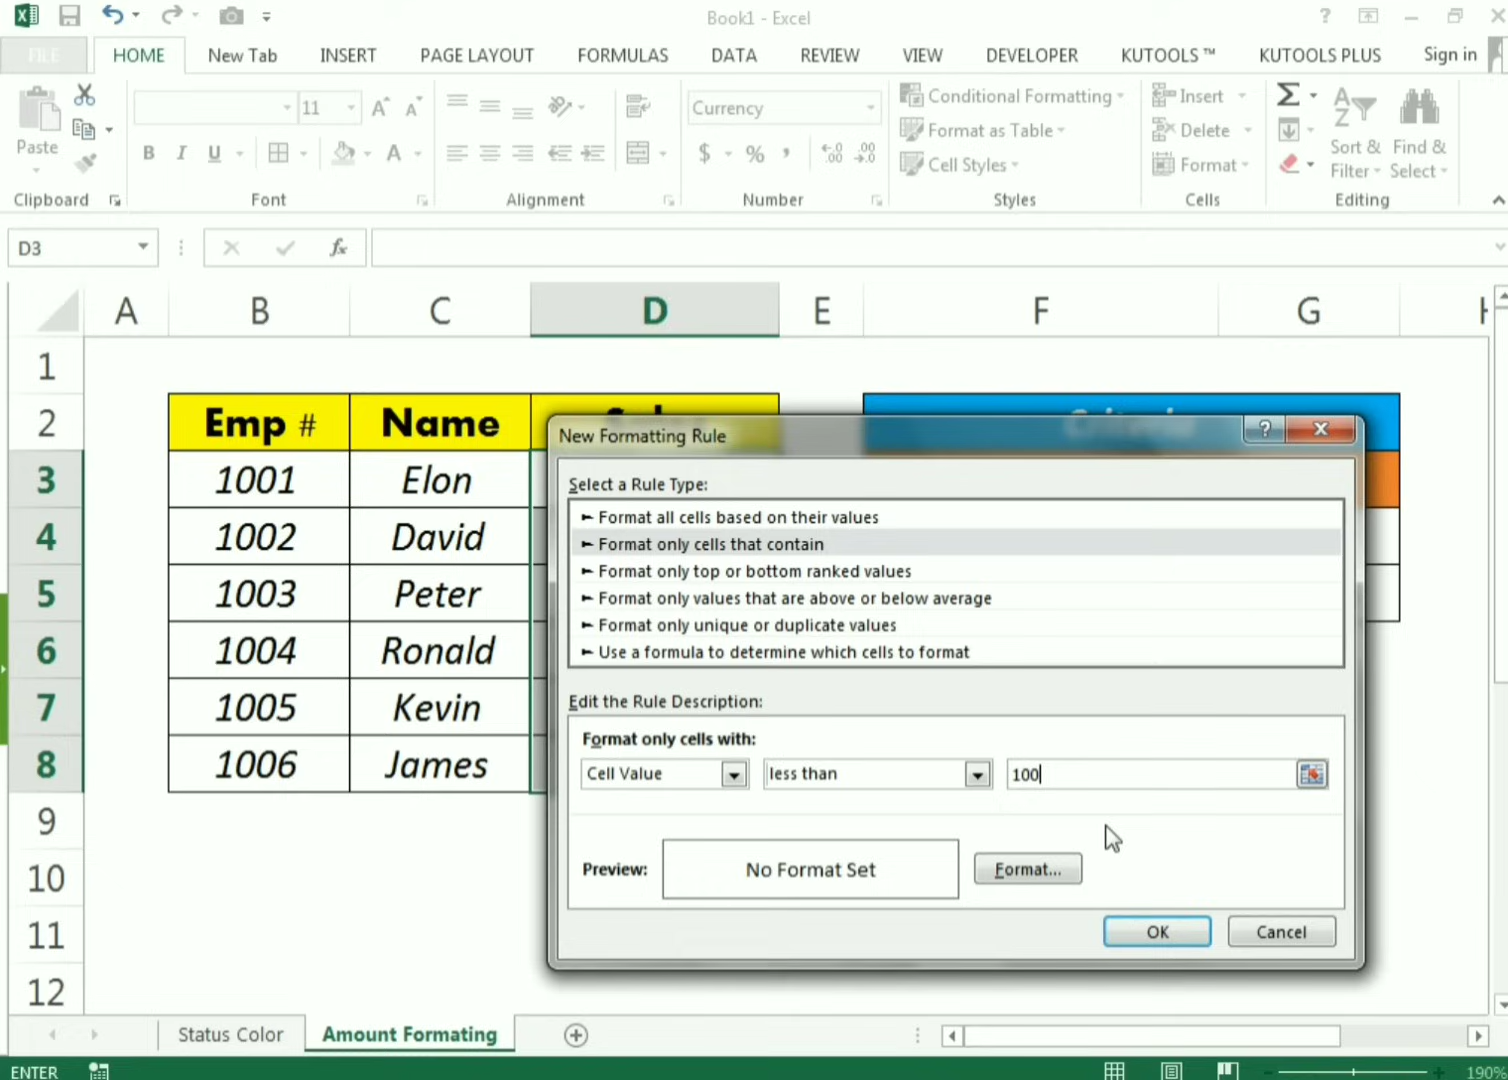 Book1 - Excel
FILE HOME New Tab INSERT PAGE LAYOUT FORMULAS DATA REVIEW VIEW DEVELOPER KUTOOLS ™ KUTOOLS PLUS Sign in
Paste
Clipboard
11
B I U
Font
Alignment
Currency
$ % ,
Number
Conditional Formatting
Format as Table
Cell Styles
Styles
Insert
Delete
Format
Cells
Sort & Filter
Find & Select
Editing
D3
fx
A B C D E F G H
1
2 Emp # Name
3 1001 Elon
4 1002 David
5 1003 Peter
6 1004 Ronald
7 1005 Kevin
8 1006 James
9
10
11
12
New Formatting Rule
Select a Rule Type:
► Format all cells based on their values
► Format only cells that contain
► Format only top or bottom ranked values
► Format only values that are above or below average
► Format only unique or duplicate values
► Use a formula to determine which cells to format
Edit the Rule Description:
Format only cells with:
Cell Value less than 100
Preview: No Format Set Format...
OK Cancel
Status Color Amount Formating
ENTER 190%